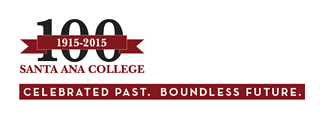 100
1915-2015
SANTA ANA COLLEGE
CELEBRATED PAST. BOUNDLESS FUTURE.